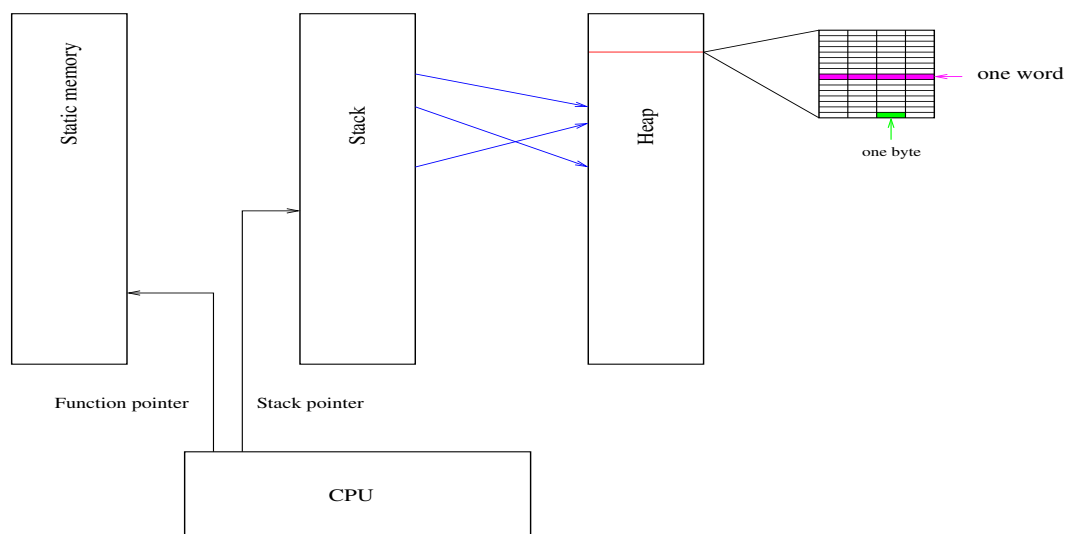 Static memory
Stack
Heap
one word
one byte
Function pointer
Stack pointer
CPU